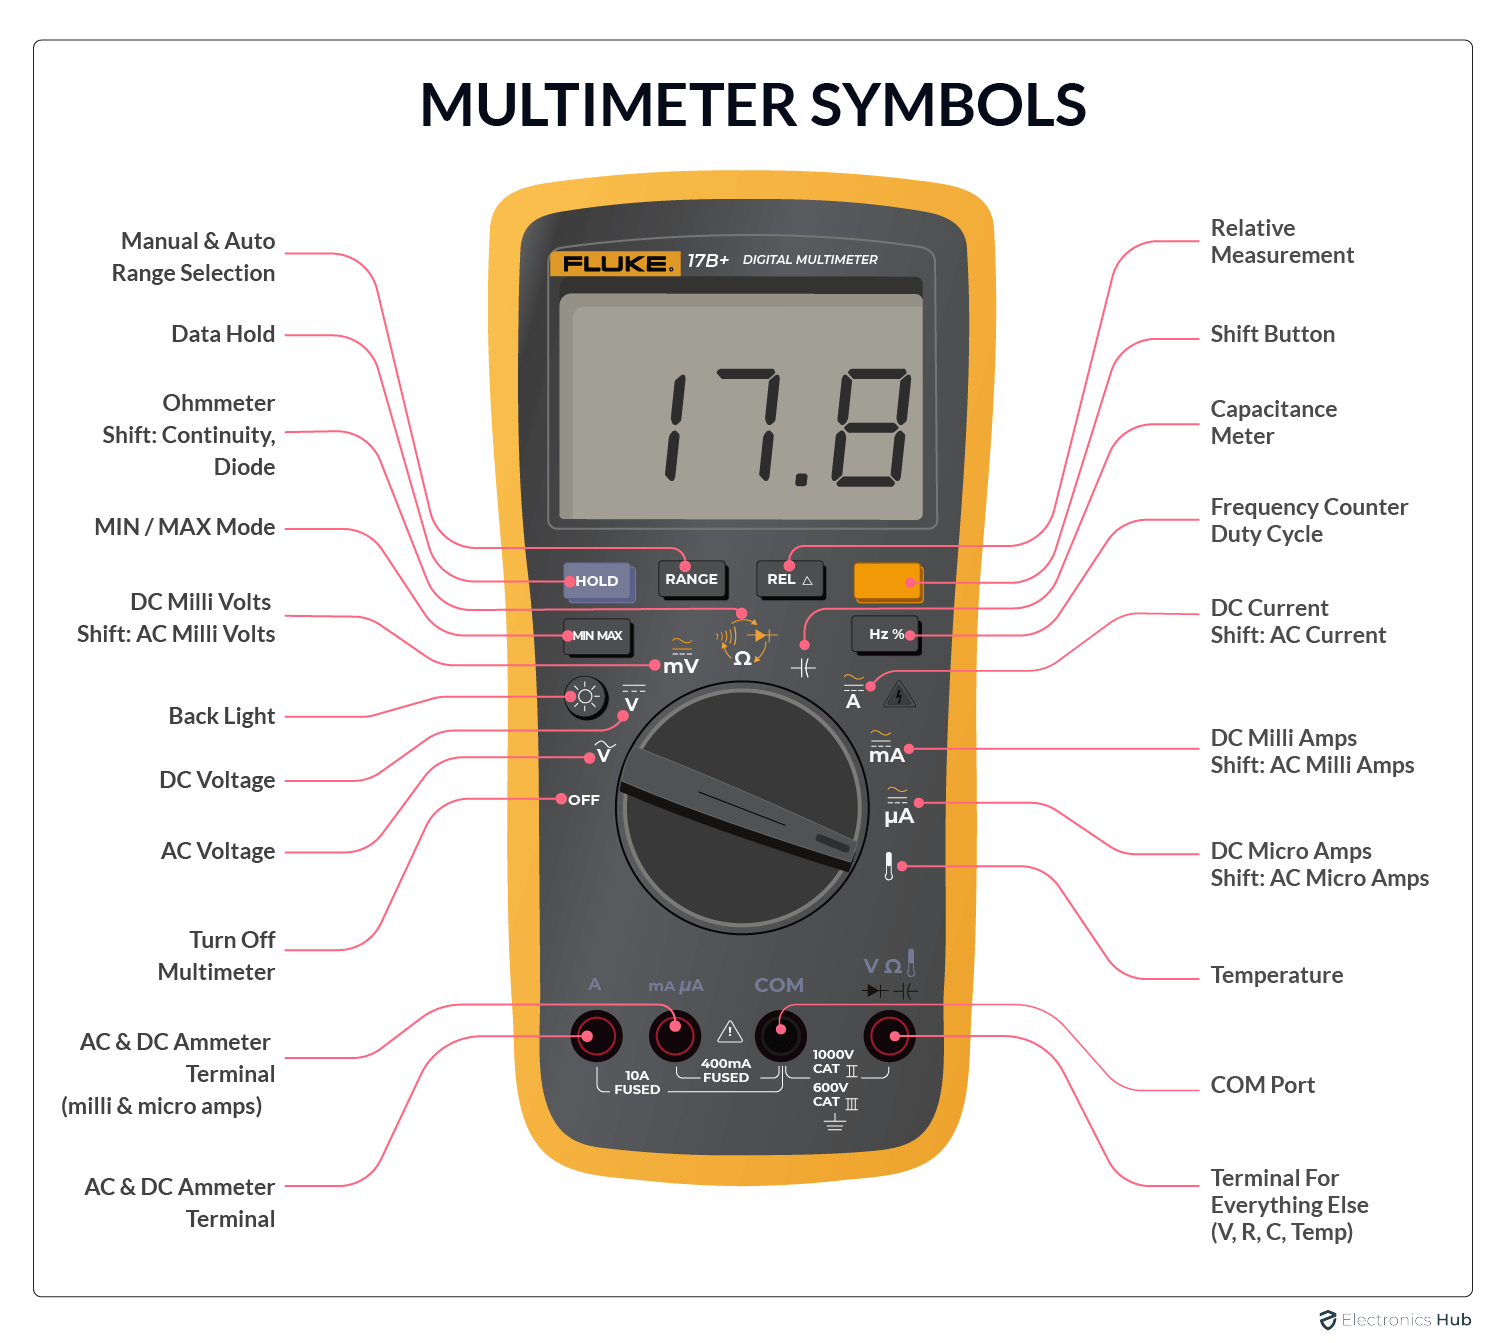 MULTIMETER SYMBOLS
Manual & Auto
Range Selection
Data Hold
Ohmmeter
Shift: Continuity,
Diode
MIN / MAX Mode
DC Milli Volts
Shift: AC Milli Volts
Back Light
DC Voltage
AC Voltage
Turn Off
Multimeter
AC & DC Ammeter
Terminal
(milli & micro amps)
AC & DC Ammeter
Terminal
FLUKE® 17B+ DIGITAL MULTIMETER
17.8
HOLD RANGE REL △
MIN MAX Hz %
mV Ω
V A
V mA
OFF µA
A mA µA COM V Ω
10A
FUSED
400mA
FUSED
1000V
CAT II
600V
CAT III
Relative
Measurement
Shift Button
Capacitance
Meter
Frequency Counter
Duty Cycle
DC Current
Shift: AC Current
DC Milli Amps
Shift: AC Milli Amps
DC Micro Amps
Shift: AC Micro Amps
Temperature
COM Port
Terminal For
Everything Else
(V, R, C, Temp)
Electronics Hub